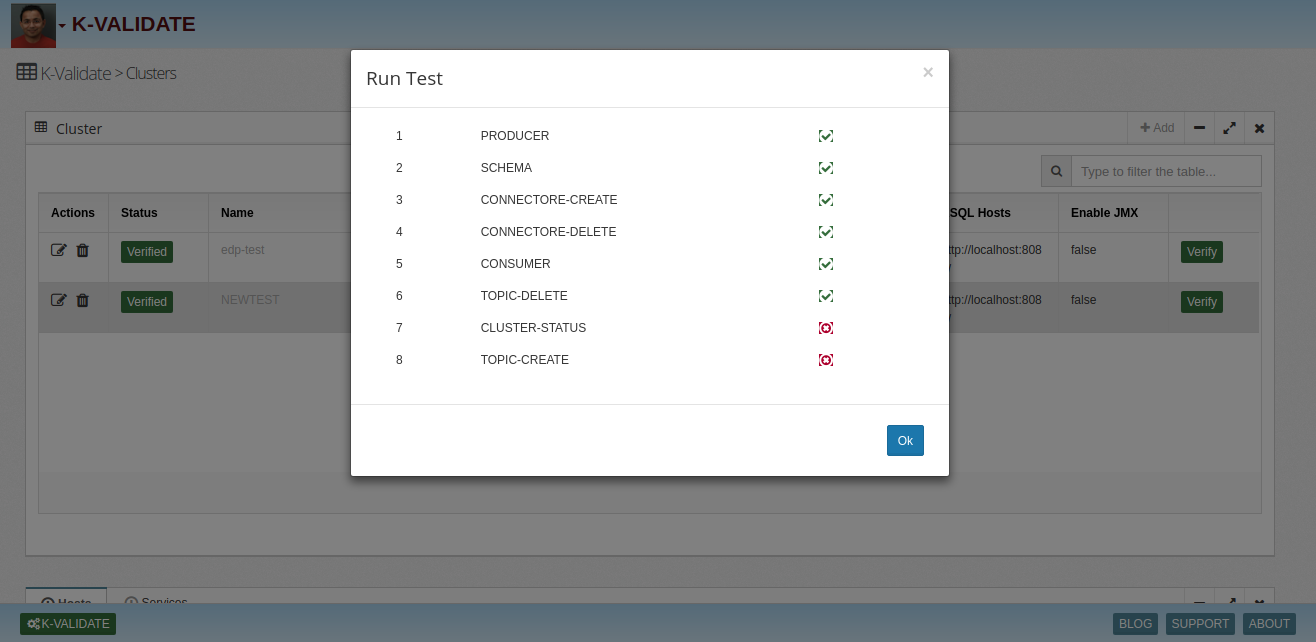 K-VALIDATE
K-Validate > Clusters
Run Test
×
Cluster
Add
Type to filter the table...
Actions Status Name SQL Hosts Enable JMX
Verified edp-test ttp://localhost:808 false Verify
/
Verified NEWTEST ttp://localhost:808 false Verify
/
1 PRODUCER
2 SCHEMA
3 CONNECTORE-CREATE
4 CONNECTORE-DELETE
5 CONSUMER
6 TOPIC-DELETE
7 CLUSTER-STATUS
8 TOPIC-CREATE
Ok
Hosts Services
K-VALIDATE BLOG SUPPORT ABOUT